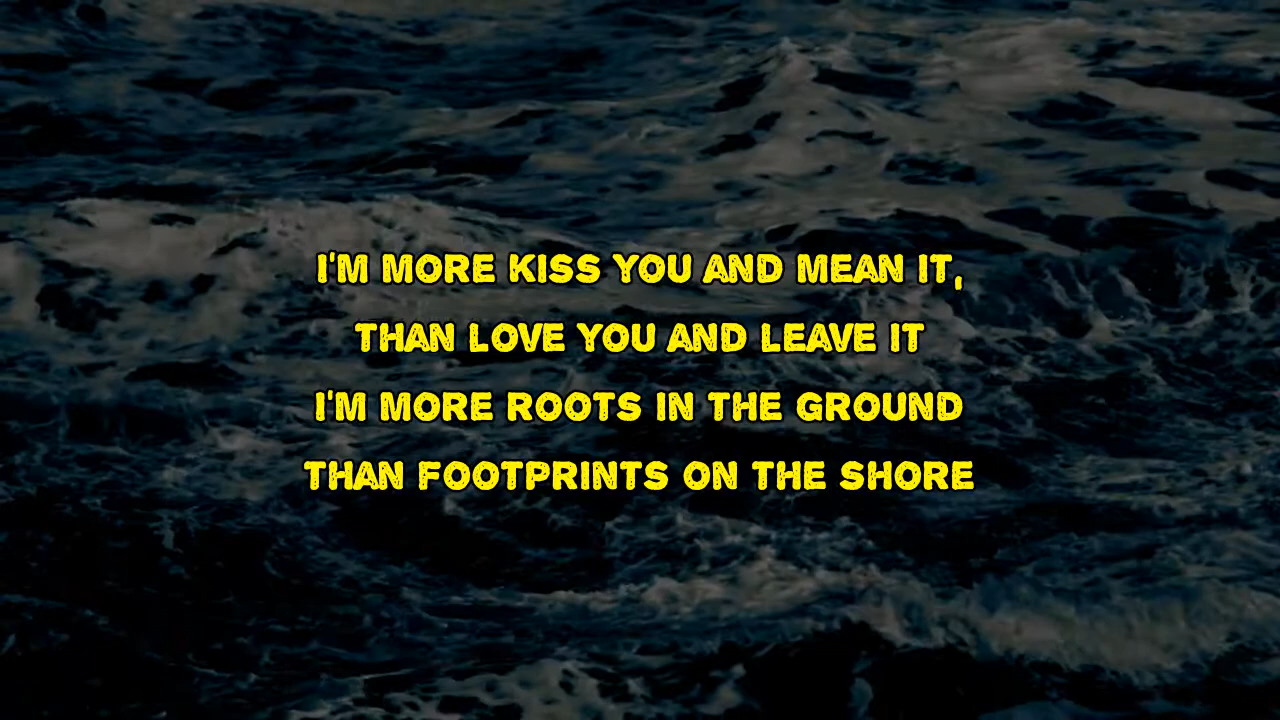 I'M MORE KISS YOU AND MEAN IT,
THAN LOVE YOU AND LEAVE IT
I'M MORE ROOTS IN THE GROUND
THAN FOOTPRINTS ON THE SHORE